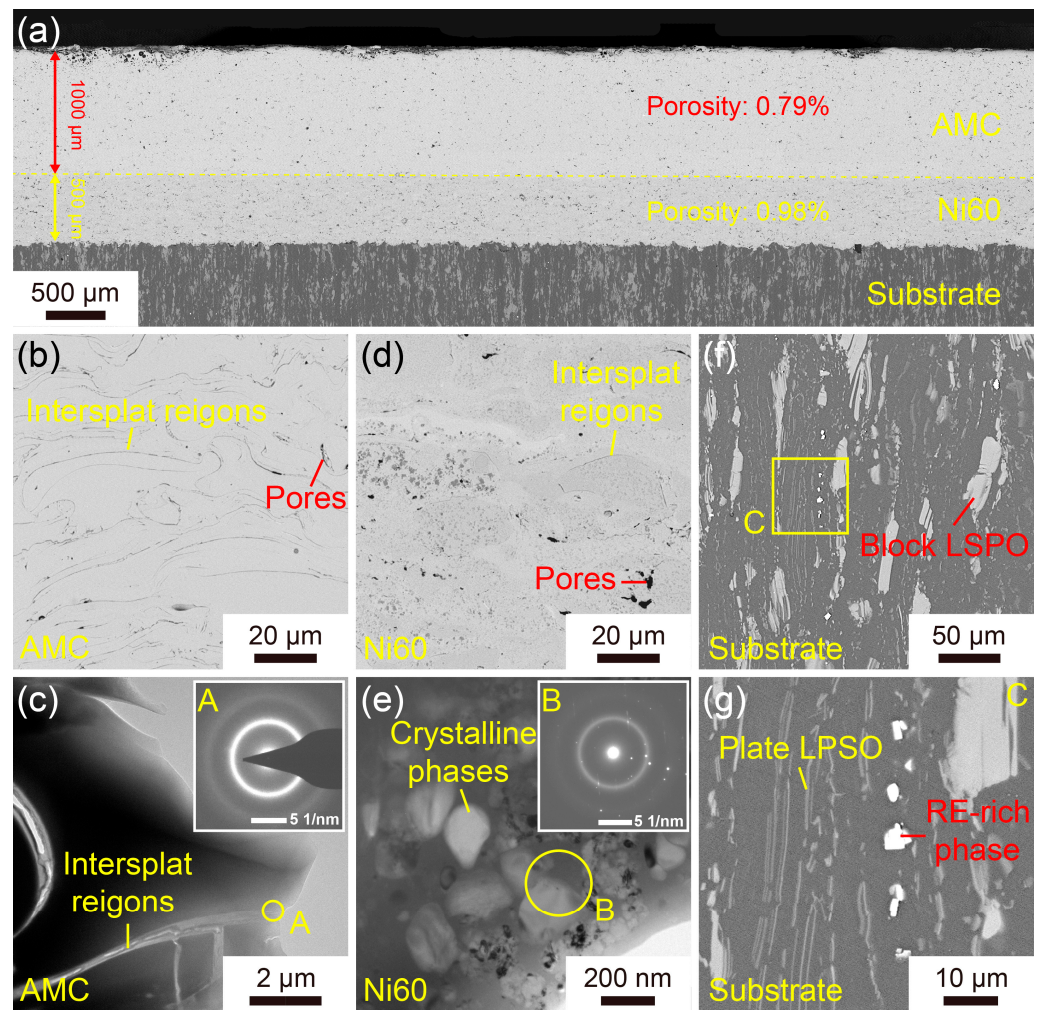 (a)
1000 μm
Porosity: 0.79%
AMC
500 μm
Porosity: 0.98%
Ni60
500 μm
Substrate
(b)
Intersplat reigons
Pores
AMC
20 μm
(d)
Intersplat
reigons
Pores
Ni60
20 μm
(f)
C
Block LSPO
Substrate
50 μm
(c)
A
5 1/nm
Intersplat
reigons
A
AMC
2 μm
(e)
B
Crystalline
phases
5 1/nm
B
Ni60
200 nm
(g)
C
Plate LPSO
RE-rich
phase
Substrate
10 μm